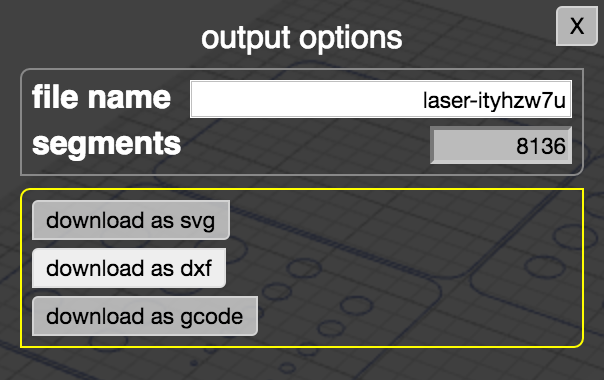 output options
X
file name
laser-ityhzw7u
segments
8136
download as svg
download as dxf
download as gcode